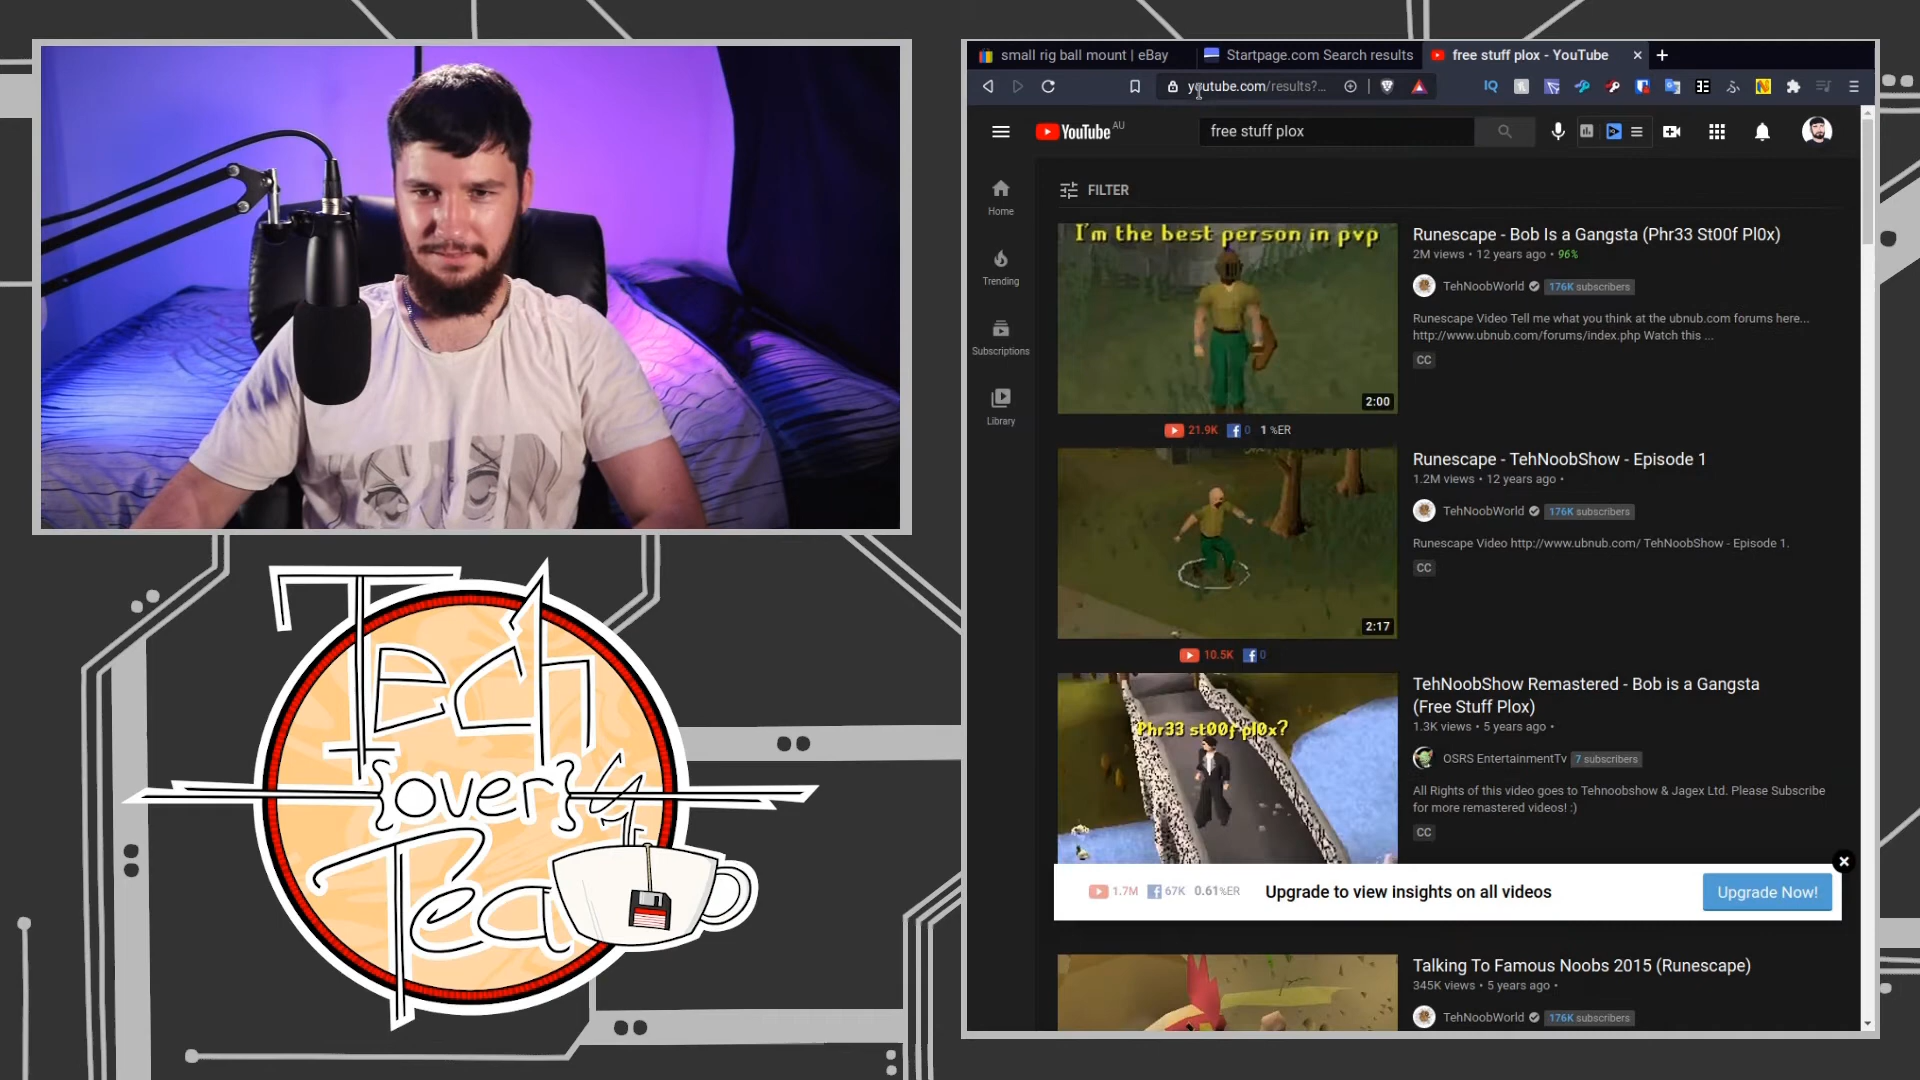 small rig ball mount | eBay
Startpage.com Search results
free stuff plox - YouTube
youtube.com/results?...
IQ
YouTube AU
free stuff plox
Home
Trending
Subscriptions
Library
FILTER
I'm the best person in pvp
2:00
21.9K 0 1 %ER
Runescape - Bob Is a Gangsta (Phr33 St00f Pl0x)
2M views • 12 years ago • 96%
TehNoobWorld 176K subscribers
Runescape Video Tell me what you think at the ubnub.com forums here...
http://www.ubnub.com/forums/index.php Watch this ...
CC
2:17
10.5K 0
Runescape - TehNoobShow - Episode 1
1.2M views • 12 years ago •
TehNoobWorld 176K subscribers
Runescape Video http://www.ubnub.com/ TehNoobShow - Episode 1.
CC
Phr33 st00f pl0x?
TehNoobShow Remastered - Bob is a Gangsta
(Free Stuff Plox)
1.3K views • 5 years ago •
OSRS EntertainmentTv 7 subscribers
All Rights of this video goes to Tehnoobshow & Jagex Ltd. Please Subscribe
for more remastered videos! :)
CC
1.7M 67K 0.61%ER
Upgrade to view insights on all videos
Upgrade Now!
Talking To Famous Noobs 2015 (Runescape)
345K views • 5 years ago •
TehNoobWorld 176K subscribers
Tech
{over}
Tea